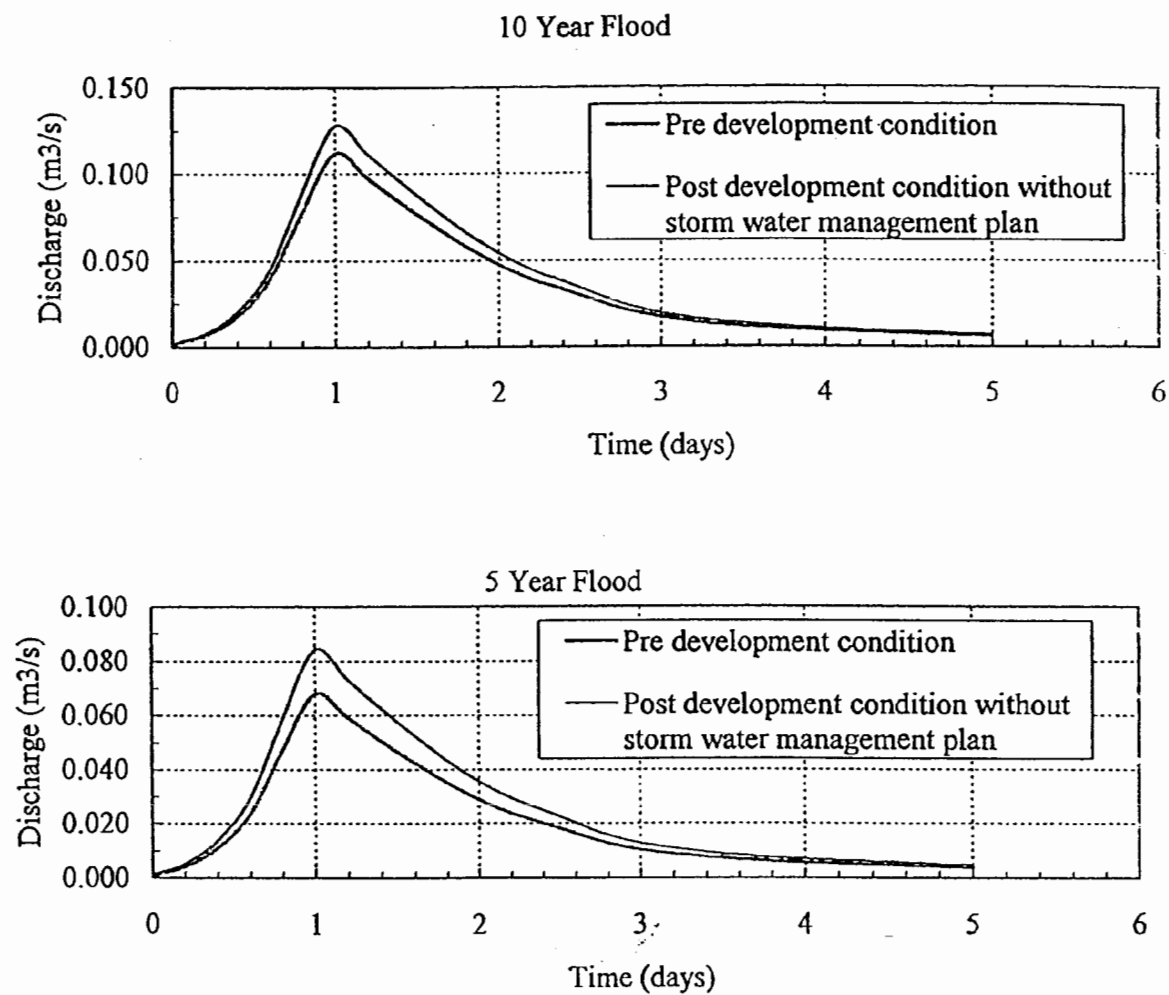 10 Year Flood
0.150
0.100
0.050
0.000
Discharge (m3/s)
Pre development condition
Post development condition without
storm water management plan
0 1 2 3 4 5 6
Time (days)
5 Year Flood
0.100
0.080
0.060
0.040
0.020
0.000
Discharge (m3/s)
Pre development condition
Post development condition without
storm water management plan
0 1 2 3 4 5 6
Time (days)